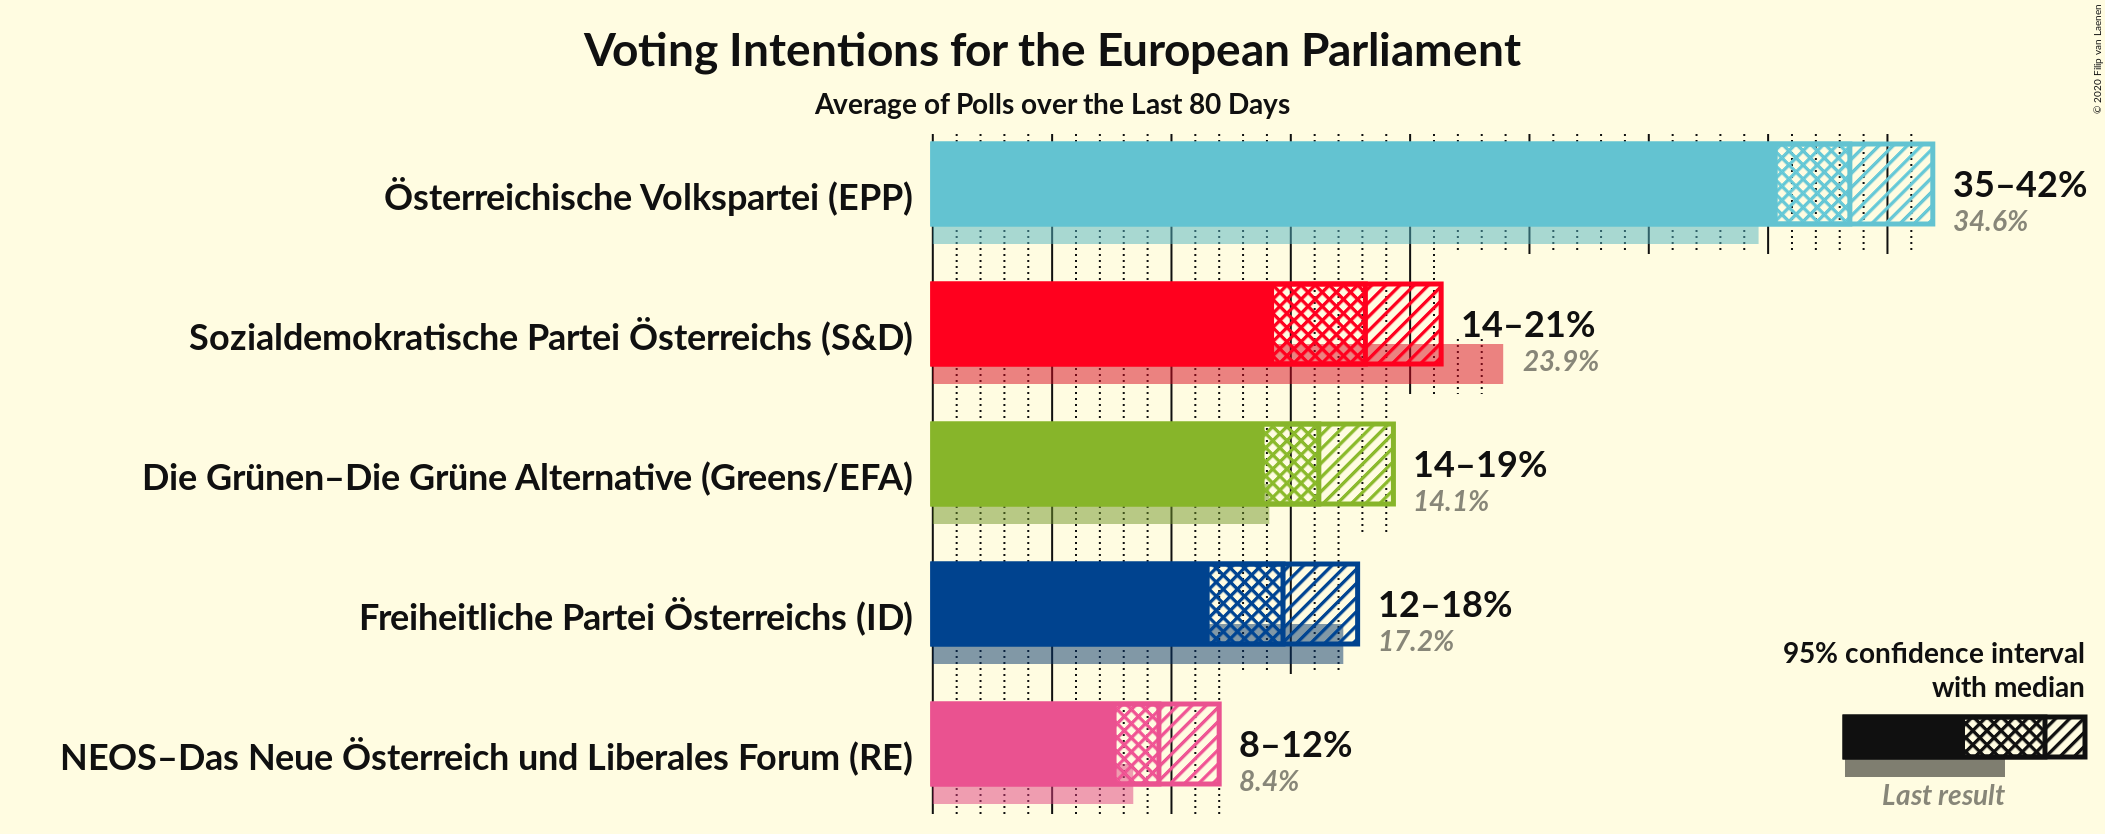 Voting Intentions for the European Parliament
Average of Polls over the Last 80 Days
© 2020 Filip van Laenen
Österreichische Volkspartei (EPP)
35–42%
34.6%
Sozialdemokratische Partei Österreichs (S&D)
14–21%
23.9%
Die Grünen–Die Grüne Alternative (Greens/EFA)
14–19%
14.1%
Freiheitliche Partei Österreichs (ID)
12–18%
17.2%
NEOS–Das Neue Österreich und Liberales Forum (RE)
8–12%
8.4%
95% confidence interval
with median
Last result